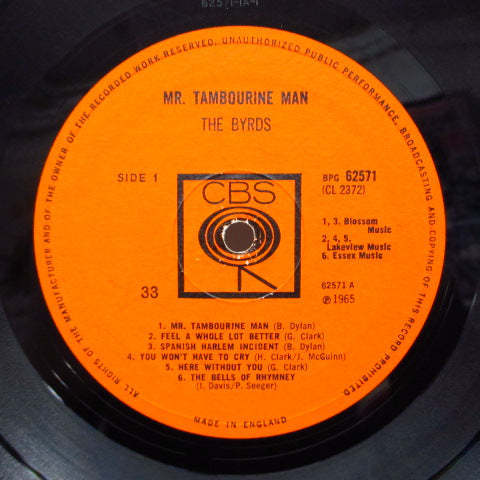 62571-1A-1
ALL RIGHTS OF THE MANUFACTURER AND OF THE OWNER OF THE RECORDED WORK RESERVED. UNAUTHORIZED PUBLIC PERFORMANCE, BROADCASTING AND COPYING OF THIS RECORD PROHIBITED
MR. TAMBOURINE MAN
THE BYRDS
SIDE 1
CBS
BPG 62571
(CL 2372)
1, 3. Blossom
Music
2, 4, 5.
Lakeview Music
6. Essex Music
33
62571 A
℗ 1965
1. MR. TAMBOURINE MAN (B. Dylan)
2. FEEL A WHOLE LOT BETTER (G. Clark)
3. SPANISH HARLEM INCIDENT (B. Dylan)
4. YOU WON'T HAVE TO CRY (H. Clark/J. McGuinn)
5. HERE WITHOUT YOU (G. Clark)
6. THE BELLS OF RHYMNEY
(I. Davis/P. Seeger)
MADE IN ENGLAND